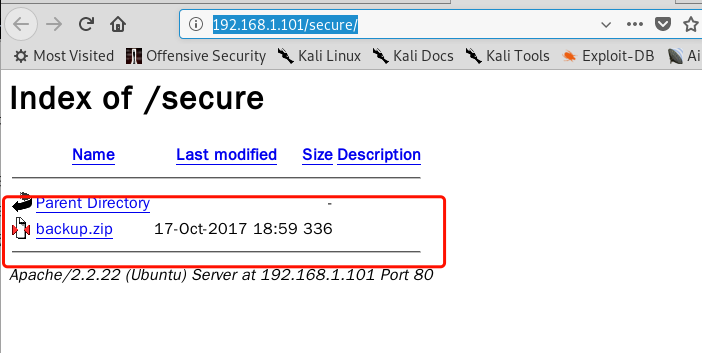 192.168.1.101/secure/
Most Visited Offensive Security Kali Linux Kali Docs Kali Tools Exploit-DB Ai
Index of /secure
Name Last modified Size Description
Parent Directory -
backup.zip 17-Oct-2017 18:59 336
Apache/2.2.22 (Ubuntu) Server at 192.168.1.101 Port 80